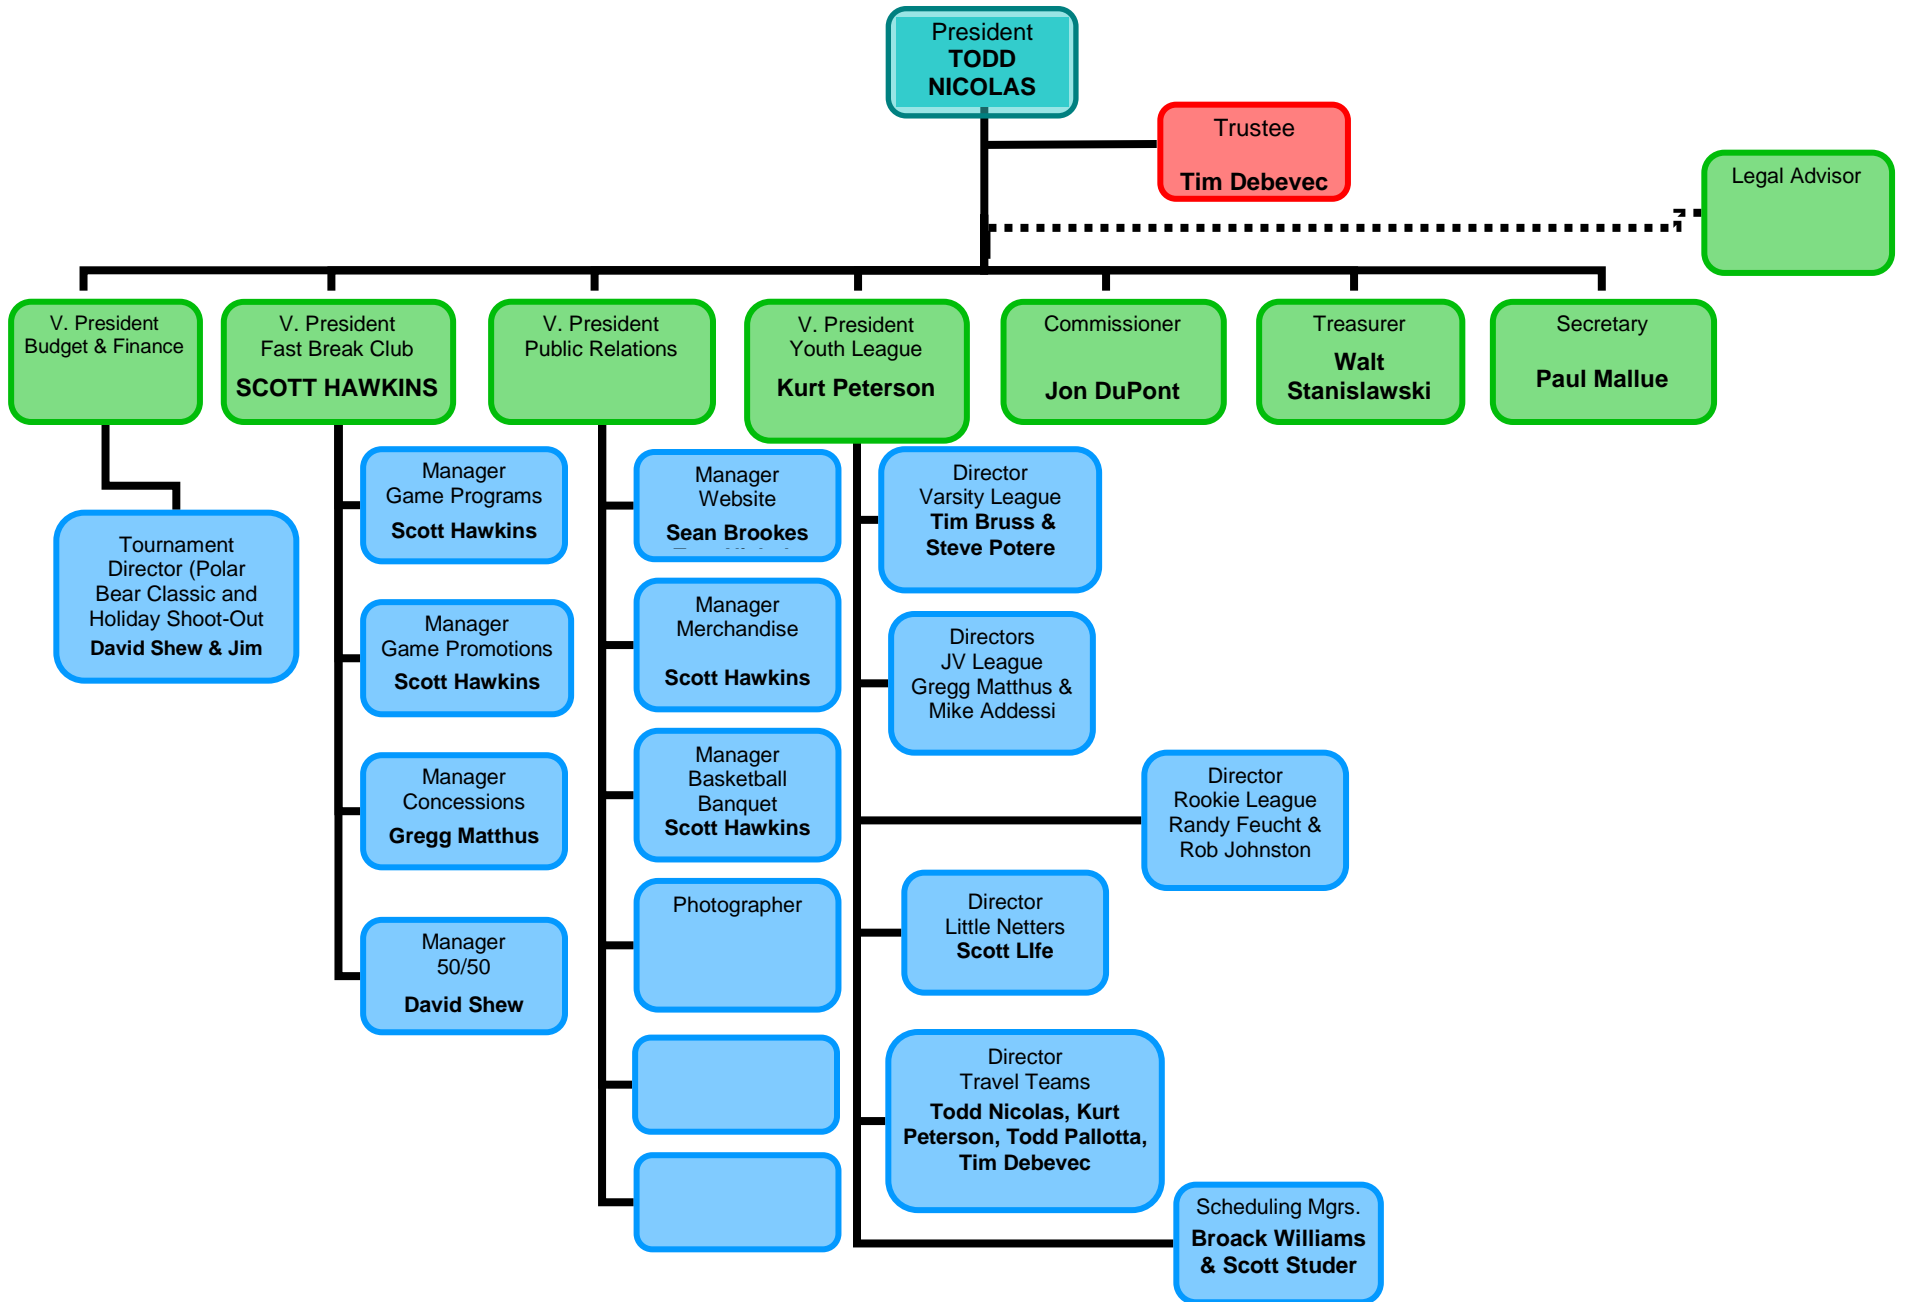 President
TODD
NICOLAS
Trustee
Tim Debevec
Legal Advisor
V. President
Budget & Finance
V. President
Fast Break Club
SCOTT HAWKINS
V. President
Public Relations
V. President
Youth League
Kurt Peterson
Commissioner
Jon DuPont
Treasurer
Walt
Stanislawski
Secretary
Paul Mallue
Tournament
Director (Polar
Bear Classic and
Holiday Shoot-Out
David Shew & Jim
Manager
Game Programs
Scott Hawkins
Manager
Game Promotions
Scott Hawkins
Manager
Concessions
Gregg Matthus
Manager
50/50
David Shew
Manager
Website
Sean Brookes
Manager
Merchandise
Scott Hawkins
Manager
Basketball
Banquet
Scott Hawkins
Photographer
Director
Varsity League
Tim Bruss &
Steve Potere
Directors
JV League
Gregg Matthus &
Mike Addessi
Director
Rookie League
Randy Feucht &
Rob Johnston
Director
Little Netters
Scott LIfe
Director
Travel Teams
Todd Nicolas, Kurt
Peterson, Todd Pallotta,
Tim Debevec
Scheduling Mgrs.
Broack Williams
& Scott Studer